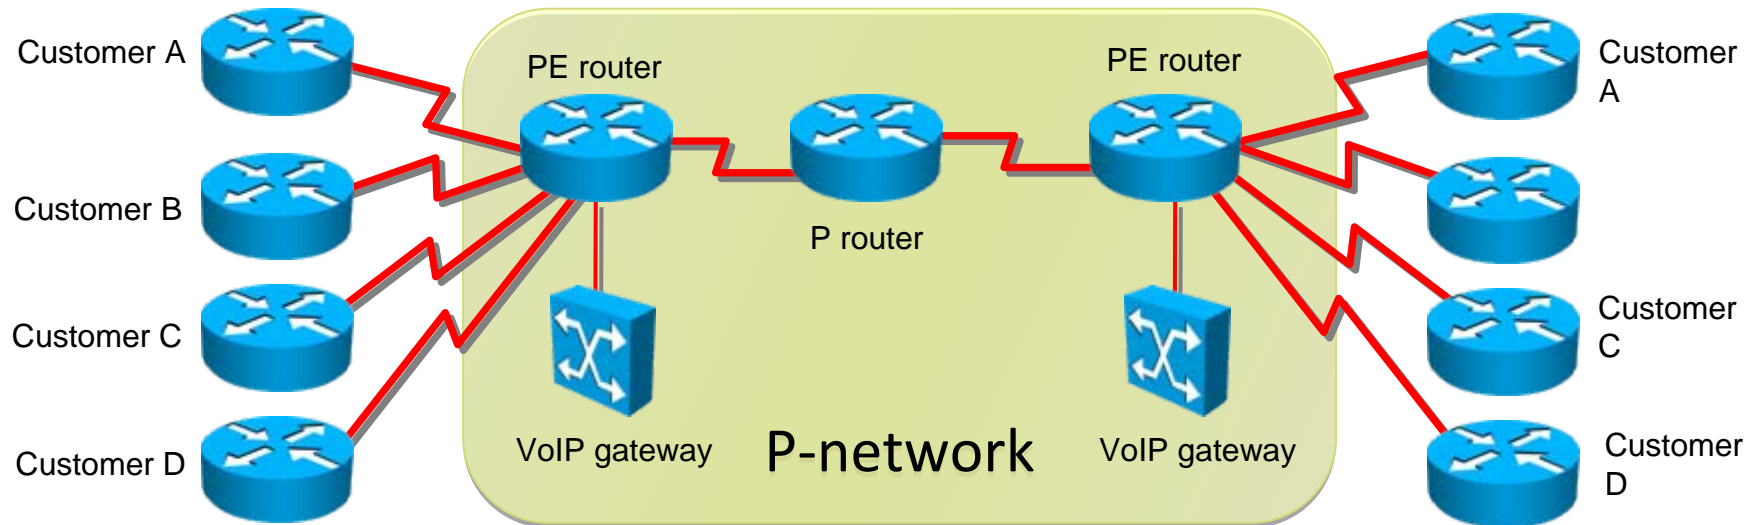 Customer A
PE router
PE router
Customer
A
Customer B
P router
Customer C
Customer
C
Customer D
VoIP gateway
P-network
VoIP gateway
Customer
D